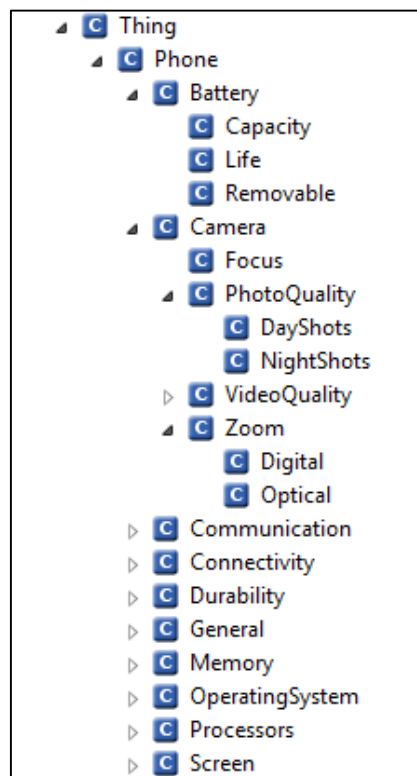 C Thing
C Phone
C Battery
C Capacity
C Life
C Removable
C Camera
C Focus
C PhotoQuality
C DayShots
C NightShots
C VideoQuality
C Zoom
C Digital
C Optical
C Communication
C Connectivity
C Durability
C General
C Memory
C OperatingSystem
C Processors
C Screen